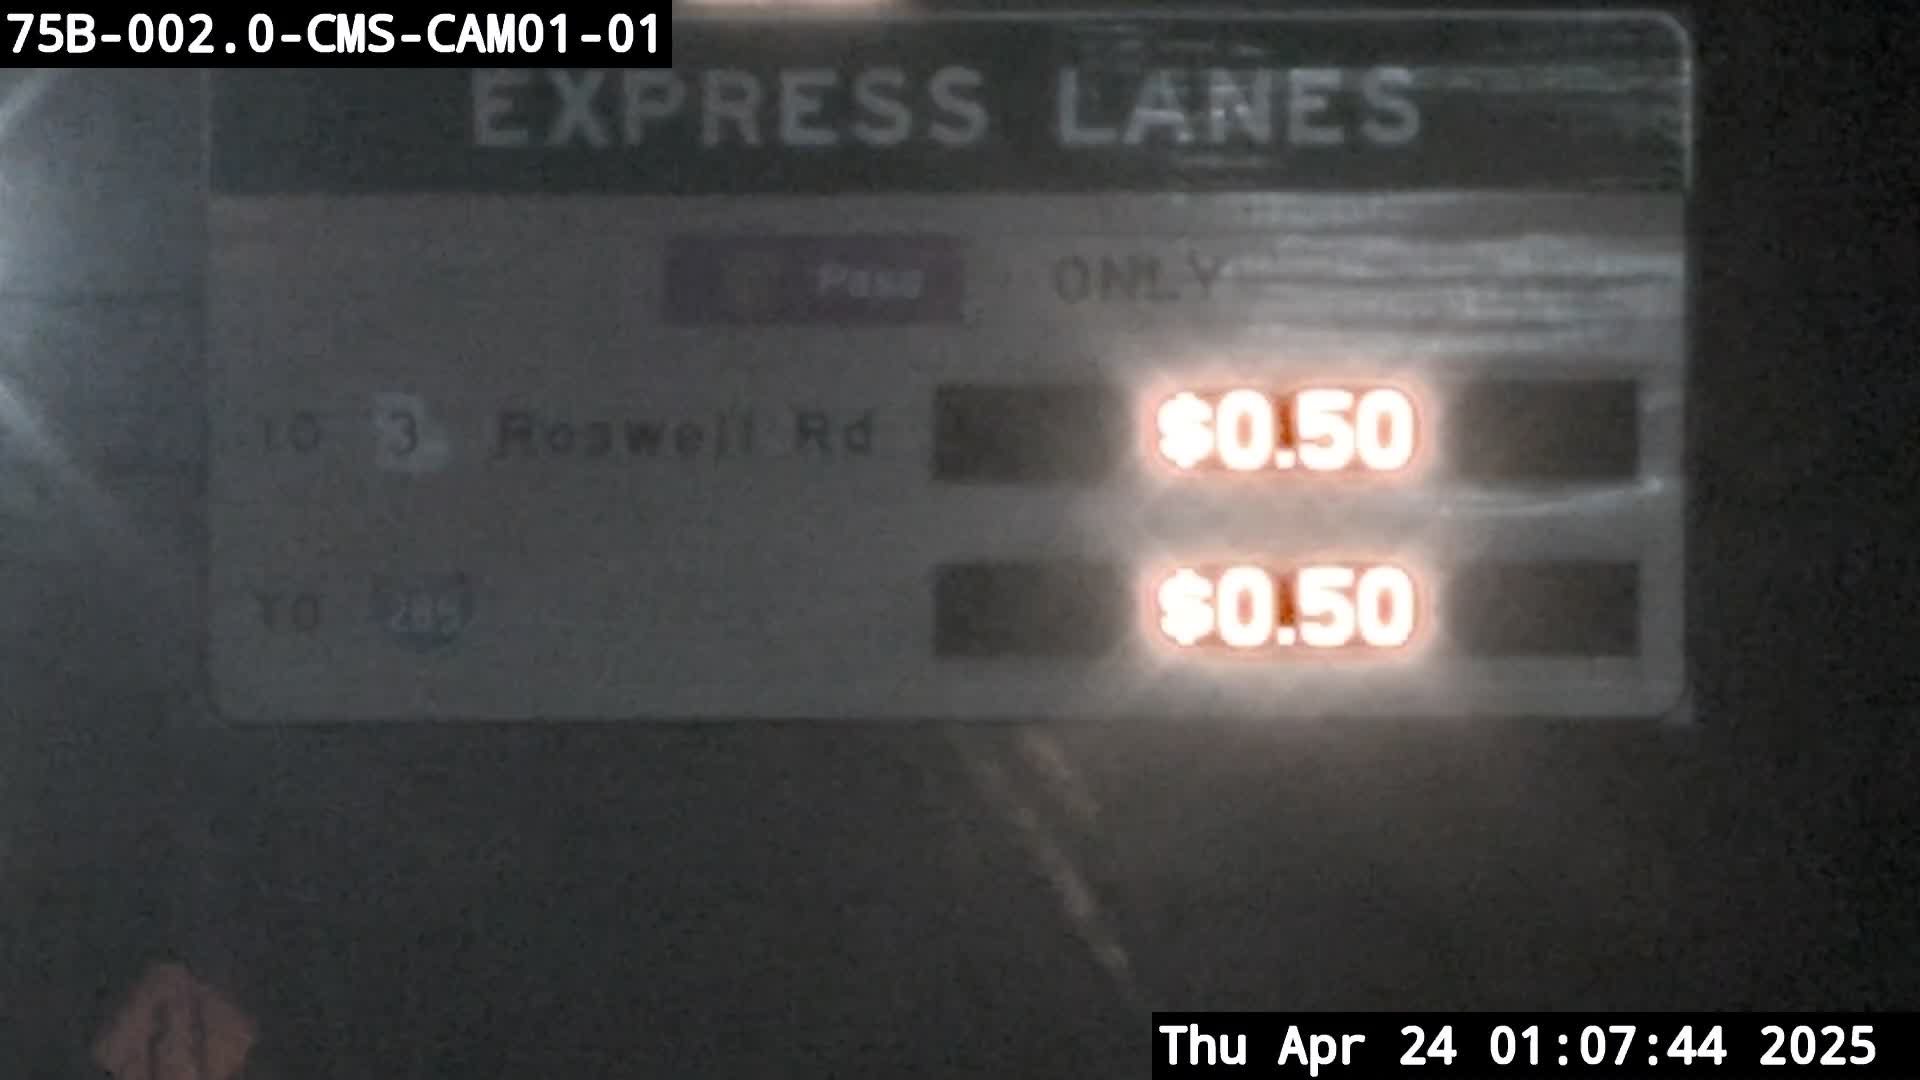 75B-002.0-CMS-CAM01-01
EXPRESS LANES
Pass ONLY
TO 3 Roswell Rd $0.50
TO 285 $0.50
Thu Apr 24 01:07:44 2025